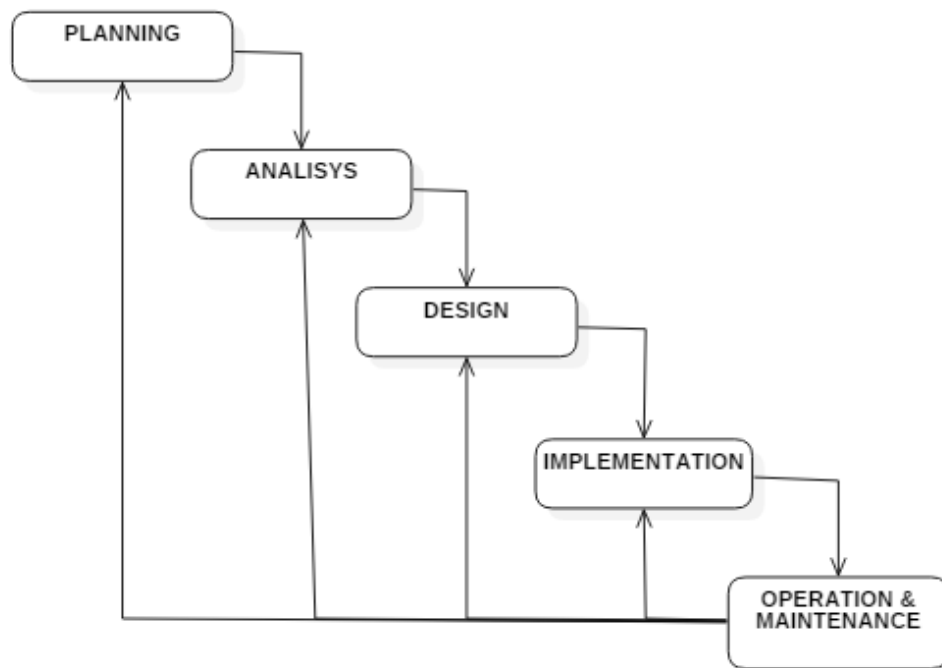 PLANNING
ANALISYS
DESIGN
IMPLEMENTATION
OPERATION &
MAINTENANCE